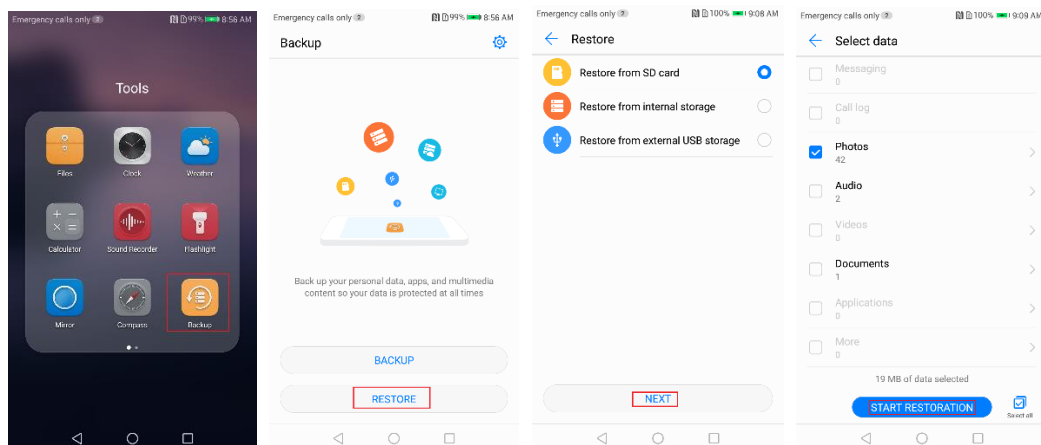 Emergency calls only 2 99% 8:56 AM
Tools
Files Clock Weather
Calculator Sound Recorder Flashlight
Mirror Compass Backup
Emergency calls only 2 99% 8:56 AM
Backup
Back up your personal data, apps, and multimedia
content so your data is protected at all times
BACKUP
RESTORE
Emergency calls only 2 100% 9:08 AM
Restore
Restore from SD card
Restore from internal storage
Restore from external USB storage
NEXT
Emergency calls only 2 100% 9:09 AM
Select data
Messaging
0
Call log
0
Photos
42
Audio
2
Videos
0
Documents
1
Applications
0
More
0
19 MB of data selected
START RESTORATION
Select all